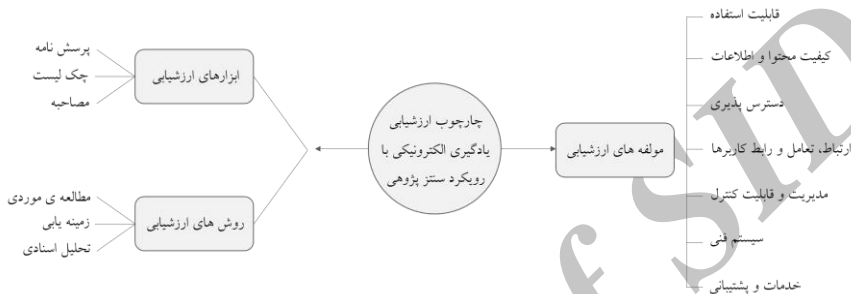 قابلیت استفاده
کیفیت محتوا و اطلاعات
دسترس پذیری
ارتباط، تعامل و رابط کاربرها
مدیریت و قابلیت کنترل
سیستم فنی
خدمات و پشتیبانی
مولفه های ارزشیابی
چارچوب ارزشیابی
یادگیری الکترونیکی با
رویکرد سنتز پژوهی
ابزارهای ارزشیابی
پرسش نامه
چک لیست
مصاحبه
روش های ارزشیابی
مطالعه ی موردی
زمینه یابی
تحلیل اسنادی
f SID